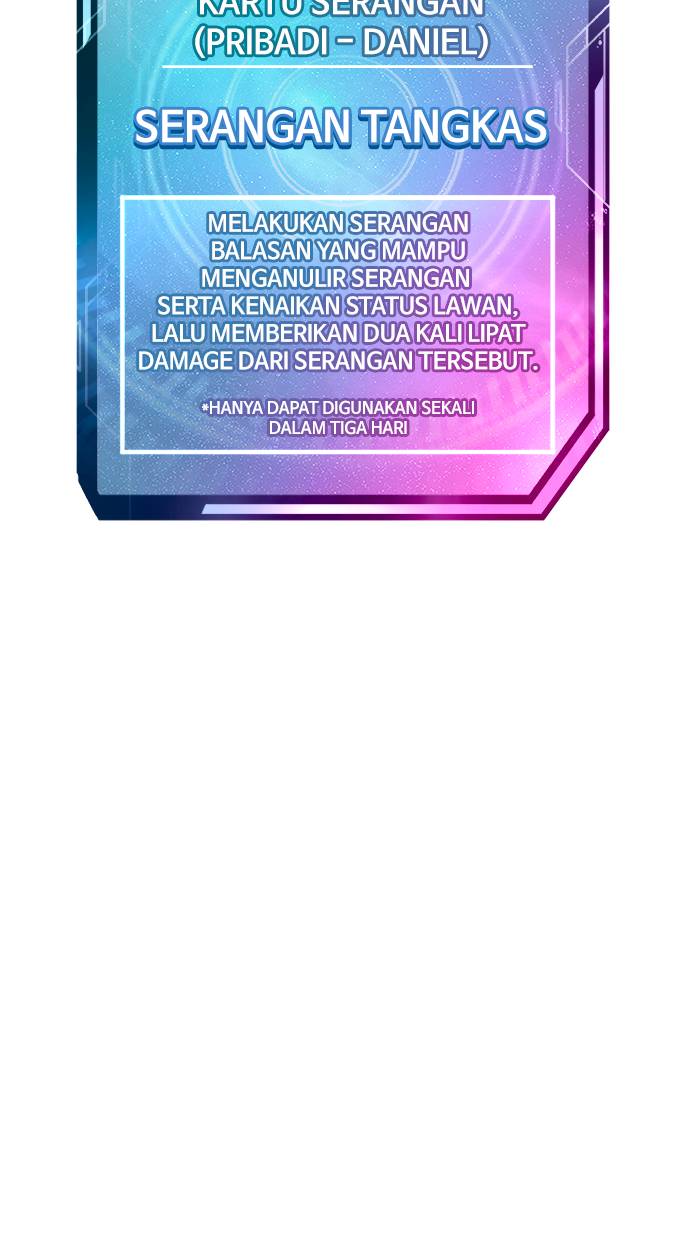 KARTU SERANGAN
(PRIBADI - DANIEL)
SERANGAN TANGKAS
MELAKUKAN SERANGAN
BALASAN YANG MAMPU
MENGANULIR SERANGAN
SERTA KENAIKAN STATUS LAWAN,
LALU MEMBERIKAN DUA KALI LIPAT
DAMAGE DARI SERANGAN TERSEBUT.
*HANYA DAPAT DIGUNAKAN SEKALI
DALAM TIGA HARI